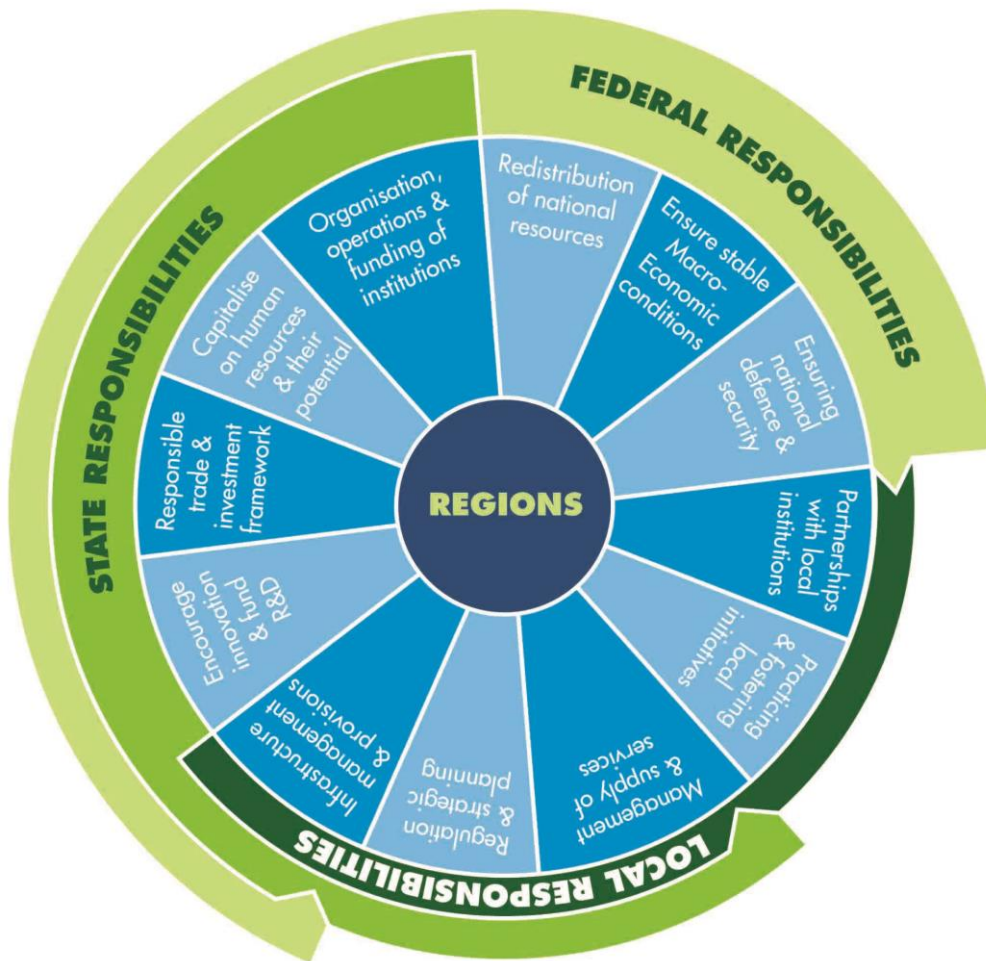 FEDERAL RESPONSIBILITIES
STATE RESPONSIBILITIES
LOCAL RESPONSIBILITIES
REGIONS
Redistribution
of national
resources
Ensure stable
Macro-
Economic
conditions
Ensuring
national
defence &
security
Partnerships
with local
institutions
Practicing
& fostering
local
initiatives
Management
& supply of
services
Regulation
& strategic
planning
Infrastructure
management
& provisions
Encourage
innovation
& fund
R&D
Responsible
trade &
investment
framework
Capitalise
on human
resources
& their
potential
Organisation,
operations &
funding of
institutions